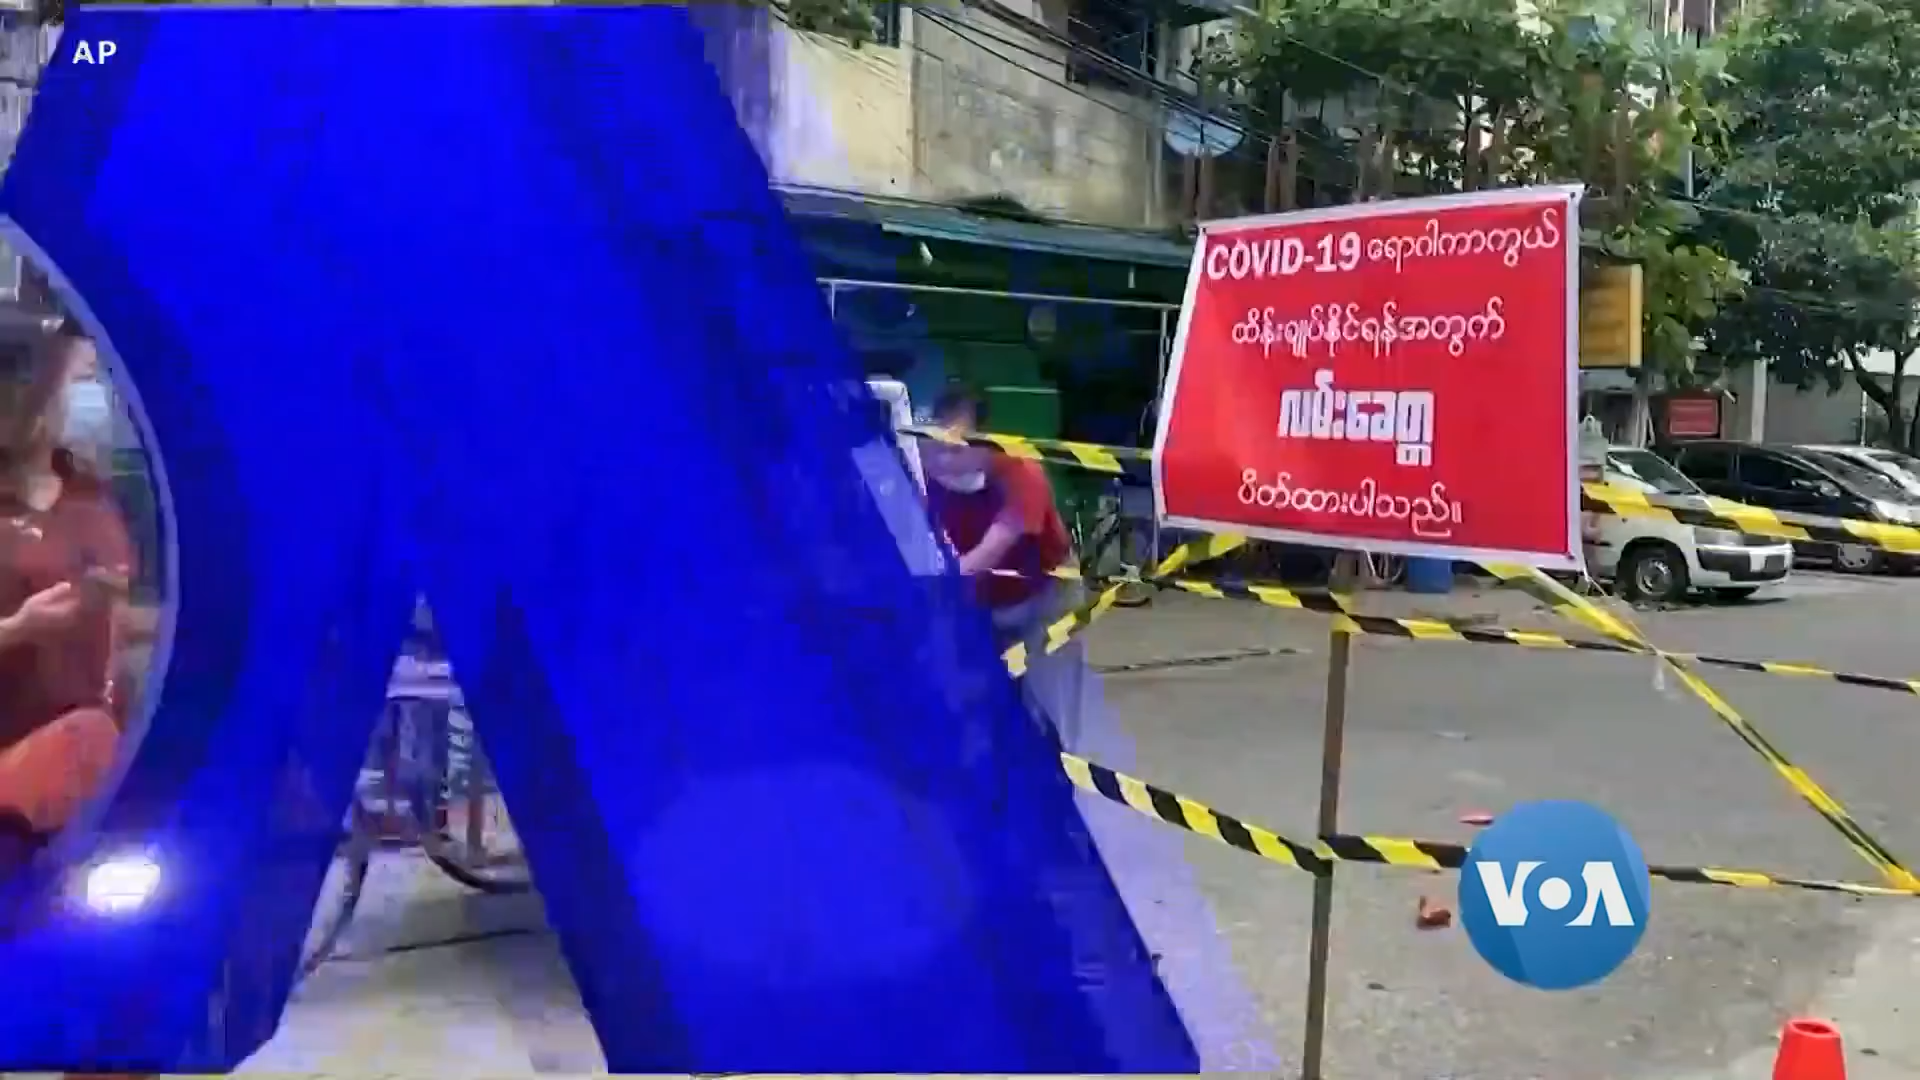 AP
COVID-19 ရောဂါကာကွယ်
ထိန်းချုပ်နိုင်ရန်အတွက်
လမ်းခေတ္တ
ပိတ်ထားပါသည်။
VOA